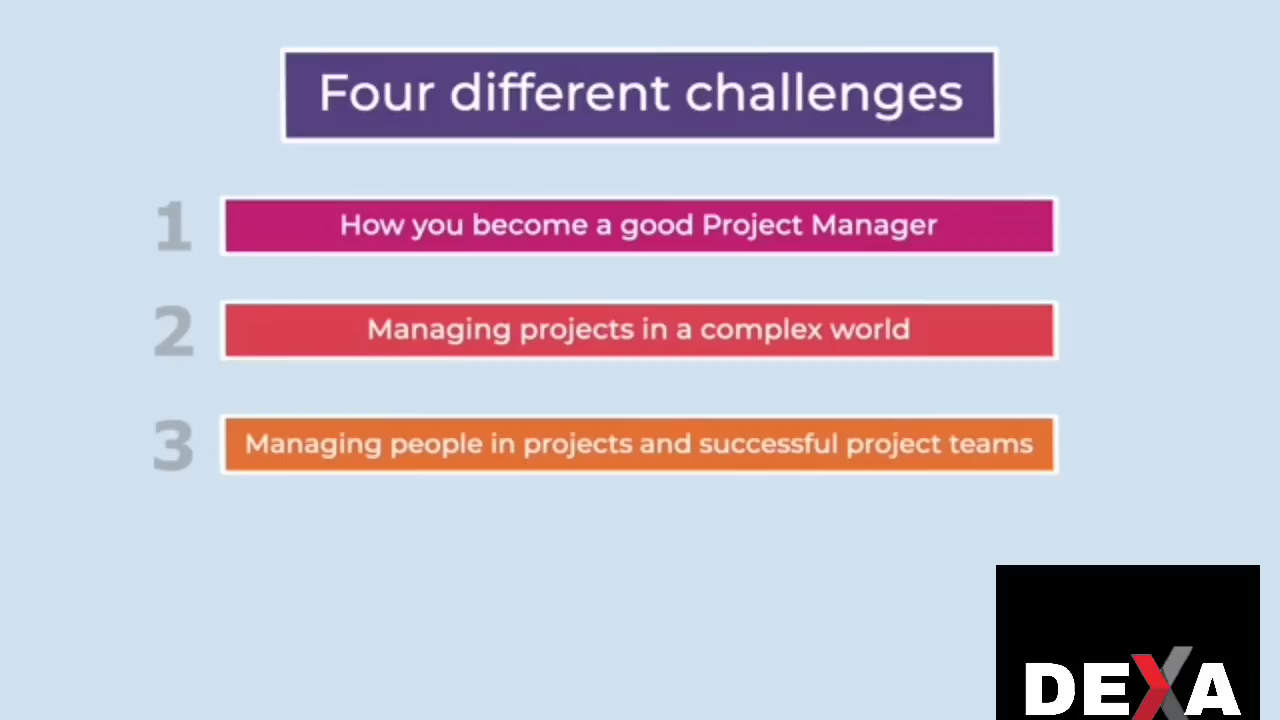 Four different challenges
1 How you become a good Project Manager
2 Managing projects in a complex world
3 Managing people in projects and successful project teams
DEXA